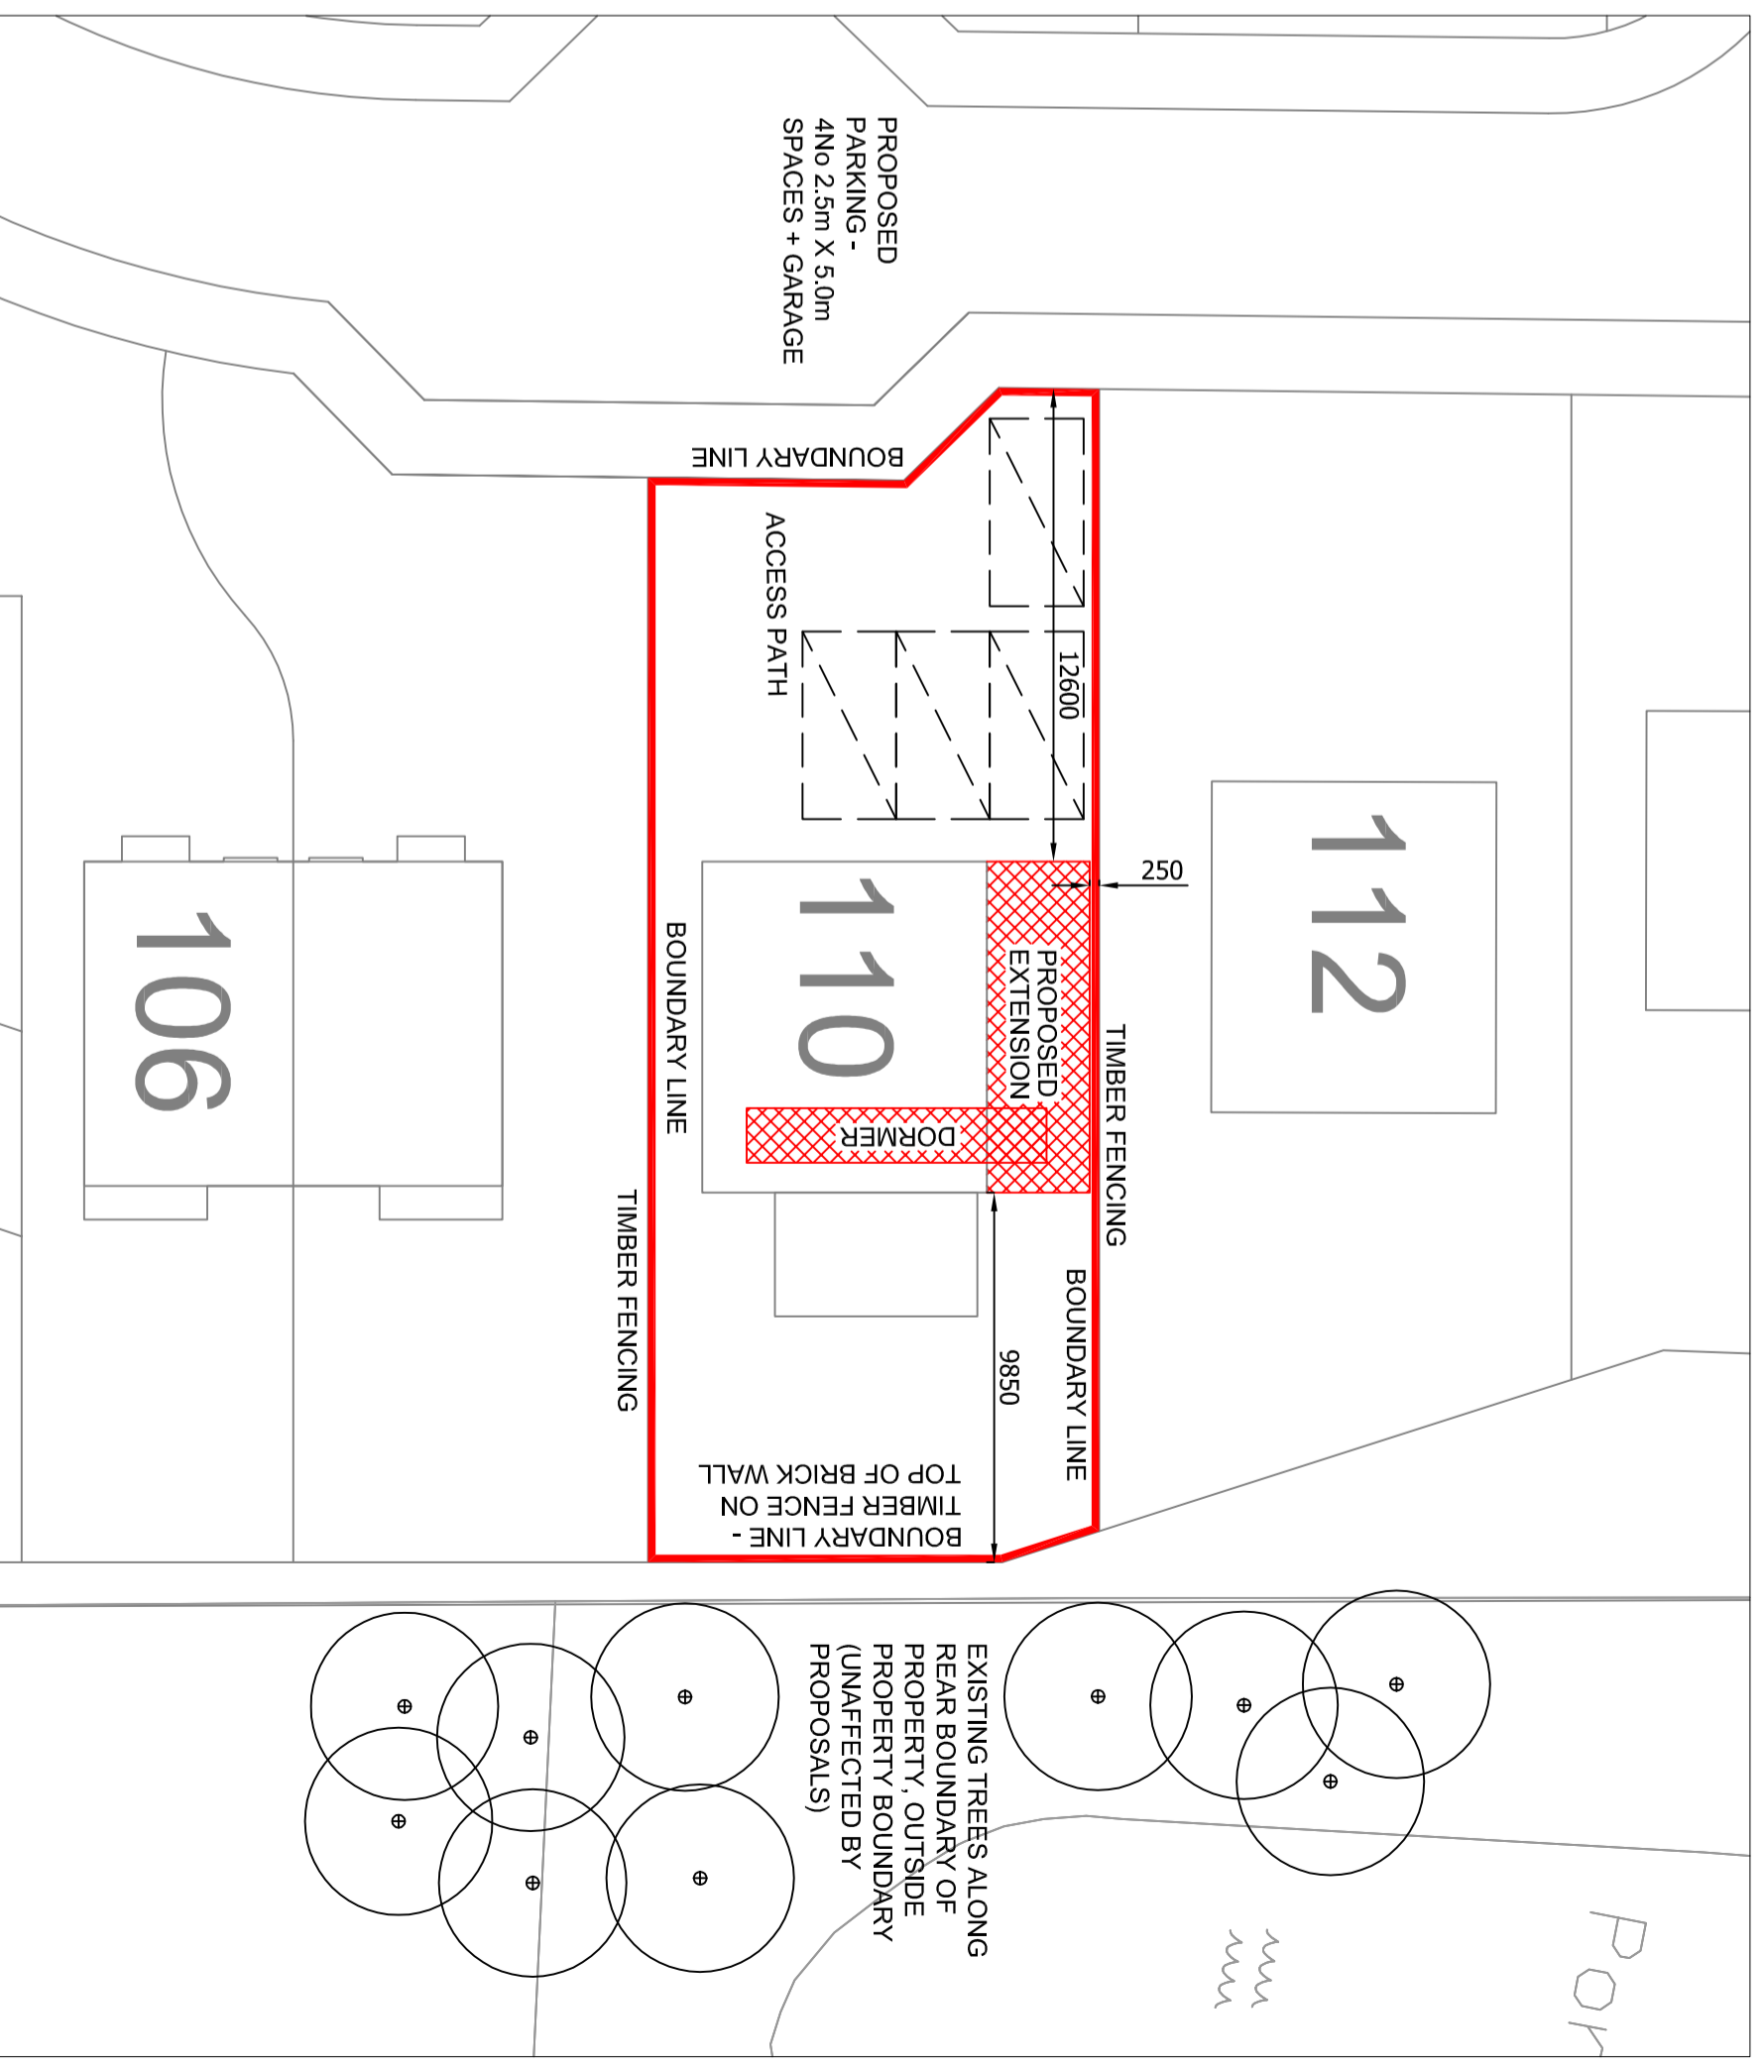 PROPOSED
PARKING -
4No 2.5m X 5.0m
SPACES + GARAGE
BOUNDARY LINE
ACCESS PATH
12600
250
112
110
106
PROPOSED
EXTENSION
DORMER
TIMBER FENCING
BOUNDARY LINE
BOUNDARY LINE
TIMBER FENCING
9850
BOUNDARY LINE -
TIMBER FENCE ON
TOP OF BRICK WALL
EXISTING TREES ALONG
REAR BOUNDARY OF
PROPERTY, OUTSIDE
PROPERTY BOUNDARY
(UNAFFECTED BY
PROPOSALS)